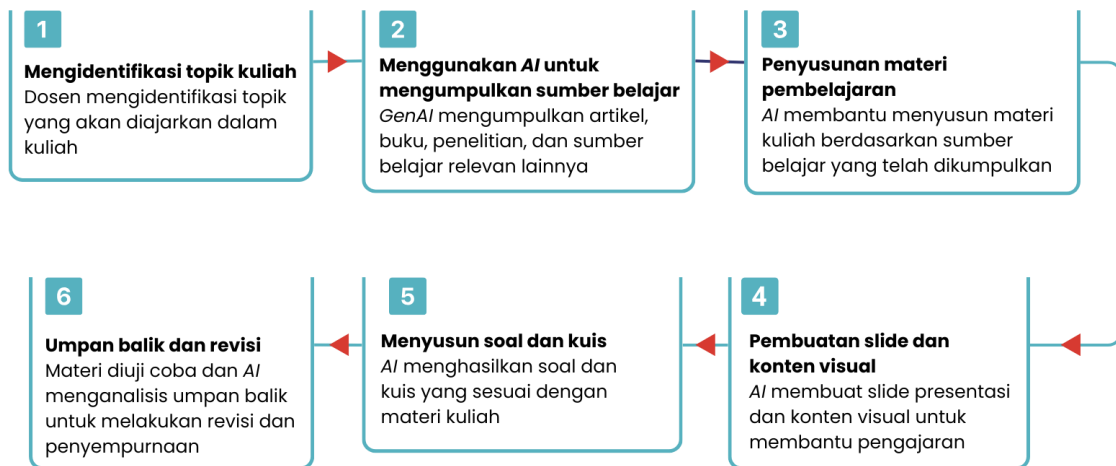 1
Mengidentifikasi topik kuliah
Dosen mengidentifikasi topik
yang akan diajarkan dalam
kuliah
2
Menggunakan AI untuk
mengumpulkan sumber belajar
GenAI mengumpulkan artikel,
buku, penelitian, dan sumber
belajar relevan lainnya
3
Penyusunan materi
pembelajaran
AI membantu menyusun materi
kuliah berdasarkan sumber
belajar yang telah dikumpulkan
4
Pembuatan slide dan
konten visual
AI membuat slide presentasi
dan konten visual untuk
membantu pengajaran
5
Menyusun soal dan kuis
AI menghasilkan soal dan
kuis yang sesuai dengan
materi kuliah
6
Umpan balik dan revisi
Materi diuji coba dan AI
menganalisis umpan balik
untuk melakukan revisi dan
penyempurnaan